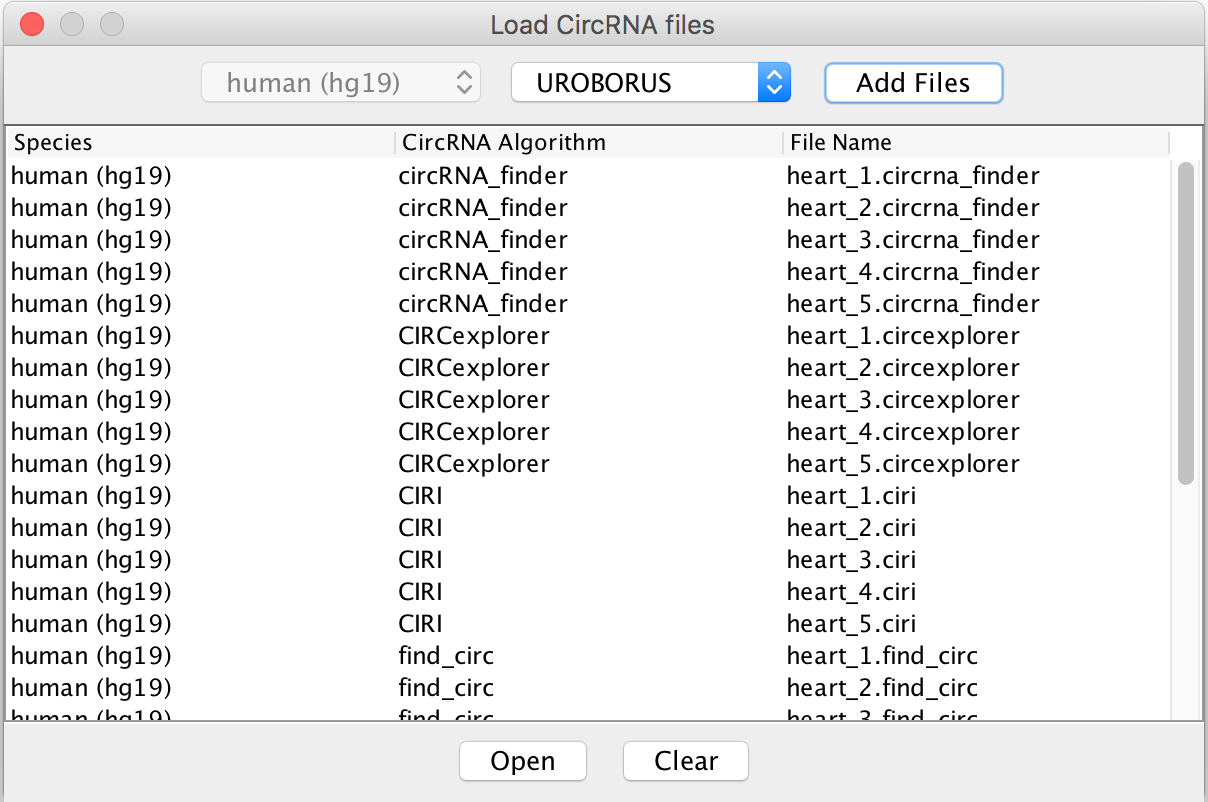 Load CircRNA files
human (hg19) UROBORUS Add Files
Species CircRNA Algorithm File Name
human (hg19) circRNA_finder heart_1.circrna_finder
human (hg19) circRNA_finder heart_2.circrna_finder
human (hg19) circRNA_finder heart_3.circrna_finder
human (hg19) circRNA_finder heart_4.circrna_finder
human (hg19) circRNA_finder heart_5.circrna_finder
human (hg19) CIRCexplorer heart_1.circexplorer
human (hg19) CIRCexplorer heart_2.circexplorer
human (hg19) CIRCexplorer heart_3.circexplorer
human (hg19) CIRCexplorer heart_4.circexplorer
human (hg19) CIRCexplorer heart_5.circexplorer
human (hg19) CIRI heart_1.ciri
human (hg19) CIRI heart_2.ciri
human (hg19) CIRI heart_3.ciri
human (hg19) CIRI heart_4.ciri
human (hg19) CIRI heart_5.ciri
human (hg19) find_circ heart_1.find_circ
human (hg19) find_circ heart_2.find_circ
human (hg19) find_circ heart_3.find_circ
Open Clear